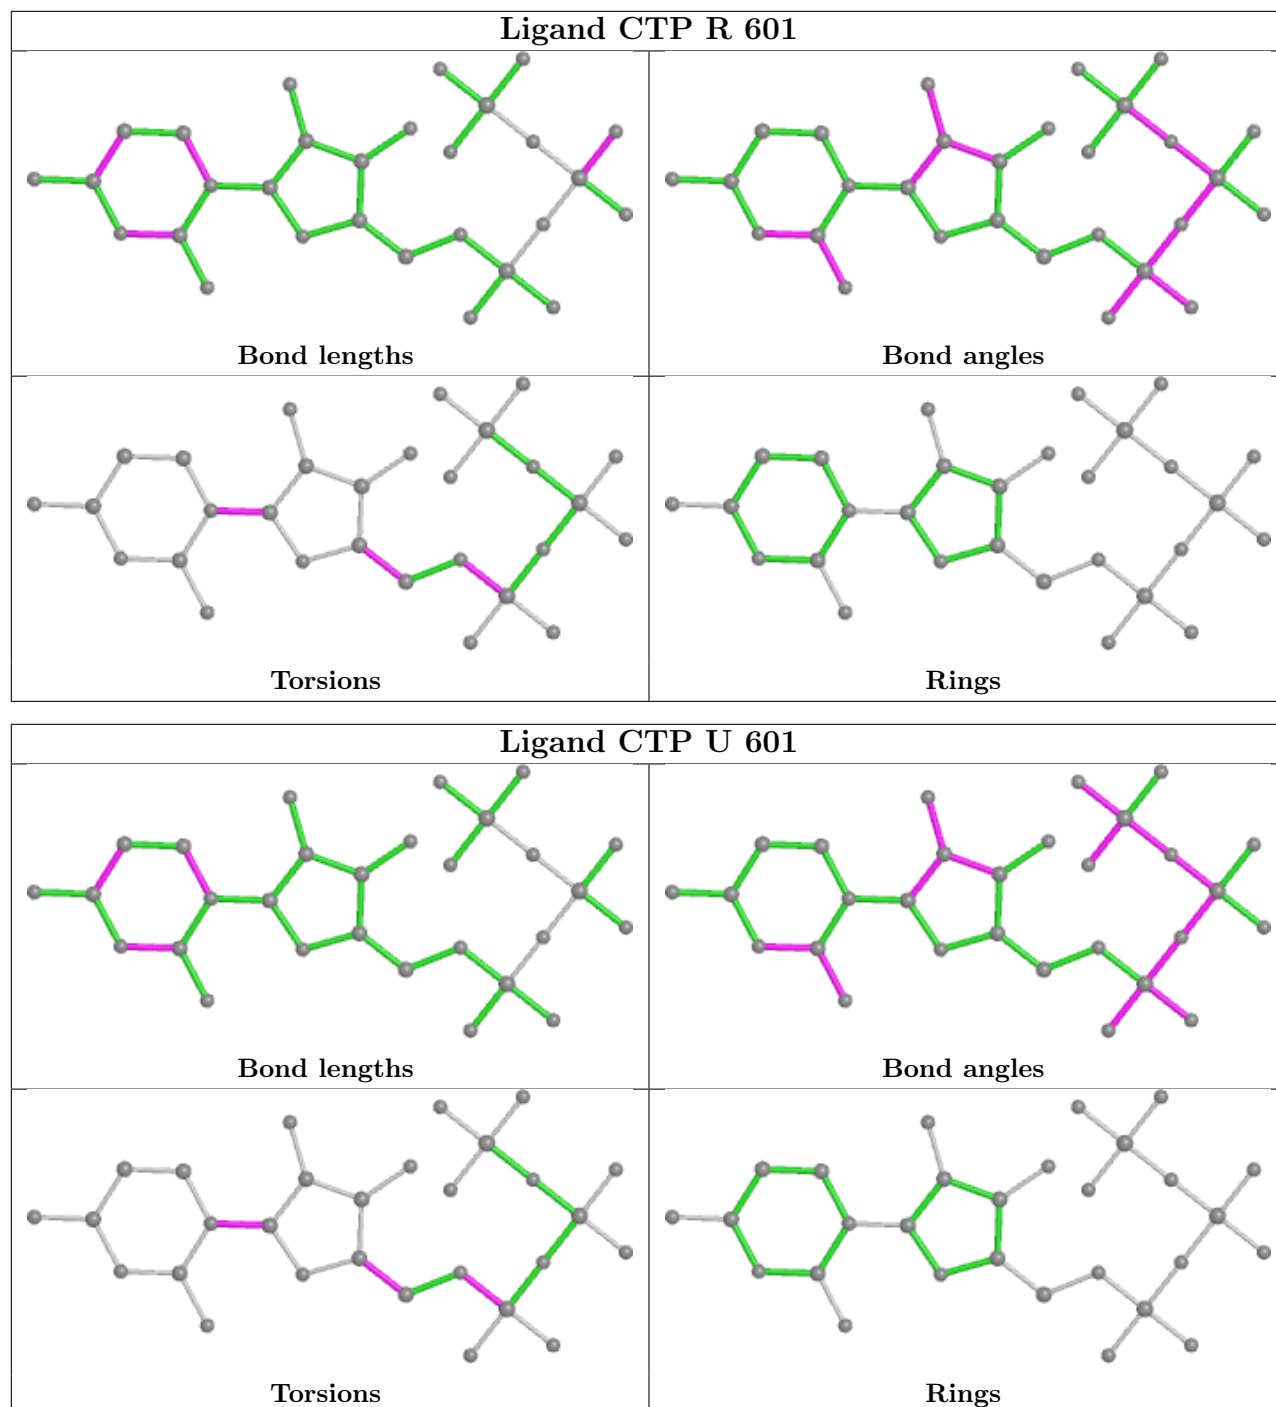 Ligand CTP R 601
Bond lengths
Bond angles
Torsions
Rings
Ligand CTP U 601
Bond lengths
Bond angles
Torsions
Rings